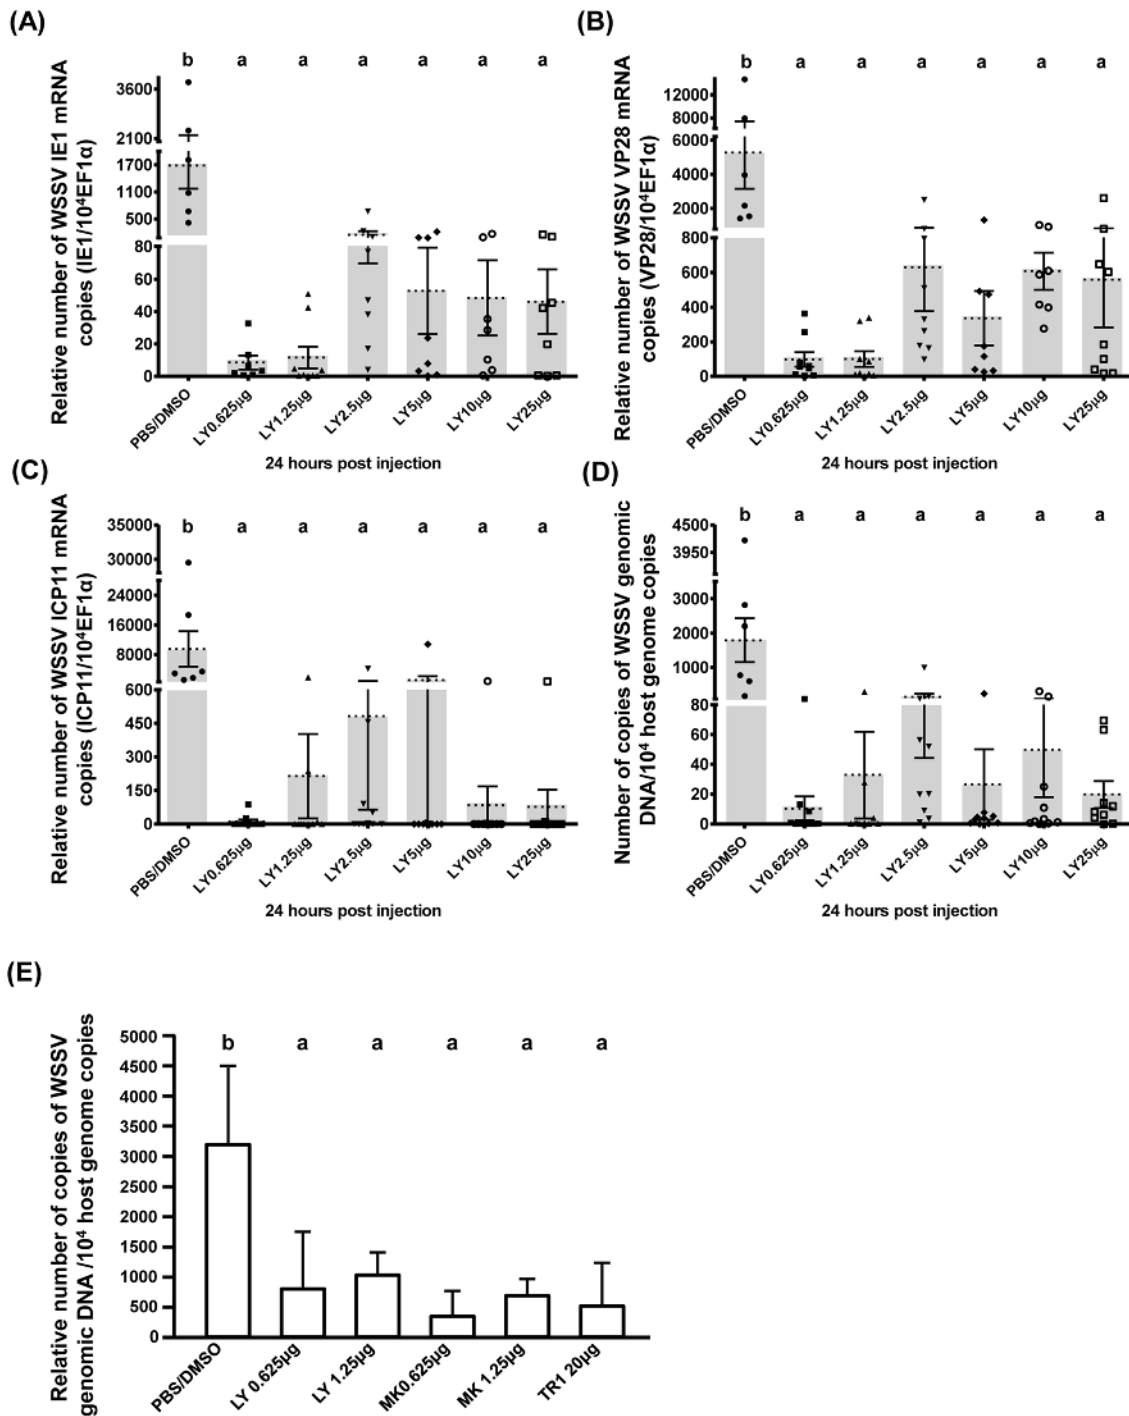 (A)
Relative number of WSSV IE1 mRNA
copies (IE1/10⁴EF1α)
b a a a a a a
3600
2100
1700
1100
500
80
60
40
20
0
PBS/DMSO
LY0.625µg
LY1.25µg
LY2.5µg
LY5µg
LY10µg
LY25µg
24 hours post injection
(B)
Relative number of WSSV VP28 mRNA
copies (VP28/10⁴EF1α)
b a a a a a a
12000
8000
6000
4000
2000
800
600
400
200
0
PBS/DMSO
LY0.625µg
LY1.25µg
LY2.5µg
LY5µg
LY10µg
LY25µg
24 hours post injection
(C)
Relative number of WSSV ICP11 mRNA
copies (ICP11/10⁴EF1α)
b a a a a a a
35000
30000
24000
16000
8000
600
450
300
150
0
PBS/DMSO
LY0.625µg
LY1.25µg
LY2.5µg
LY5µg
LY10µg
LY25µg
24 hours post injection
(D)
Number of copies of WSSV genomic
DNA/10⁴ host genome copies
b a a a a a a
4500
3950
3000
2000
1000
80
60
40
20
0
PBS/DMSO
LY0.625µg
LY1.25µg
LY2.5µg
LY5µg
LY10µg
LY25µg
24 hours post injection
(E)
Relative number of copies of WSSV
genomic DNA /10⁴ host genome copies
b a a a a a
5000
4500
4000
3500
3000
2500
2000
1500
1000
500
0
PBS/DMSO
LY 0.625µg
LY 1.25µg
MK0.625µg
MK 1.25µg
TR1 20µg